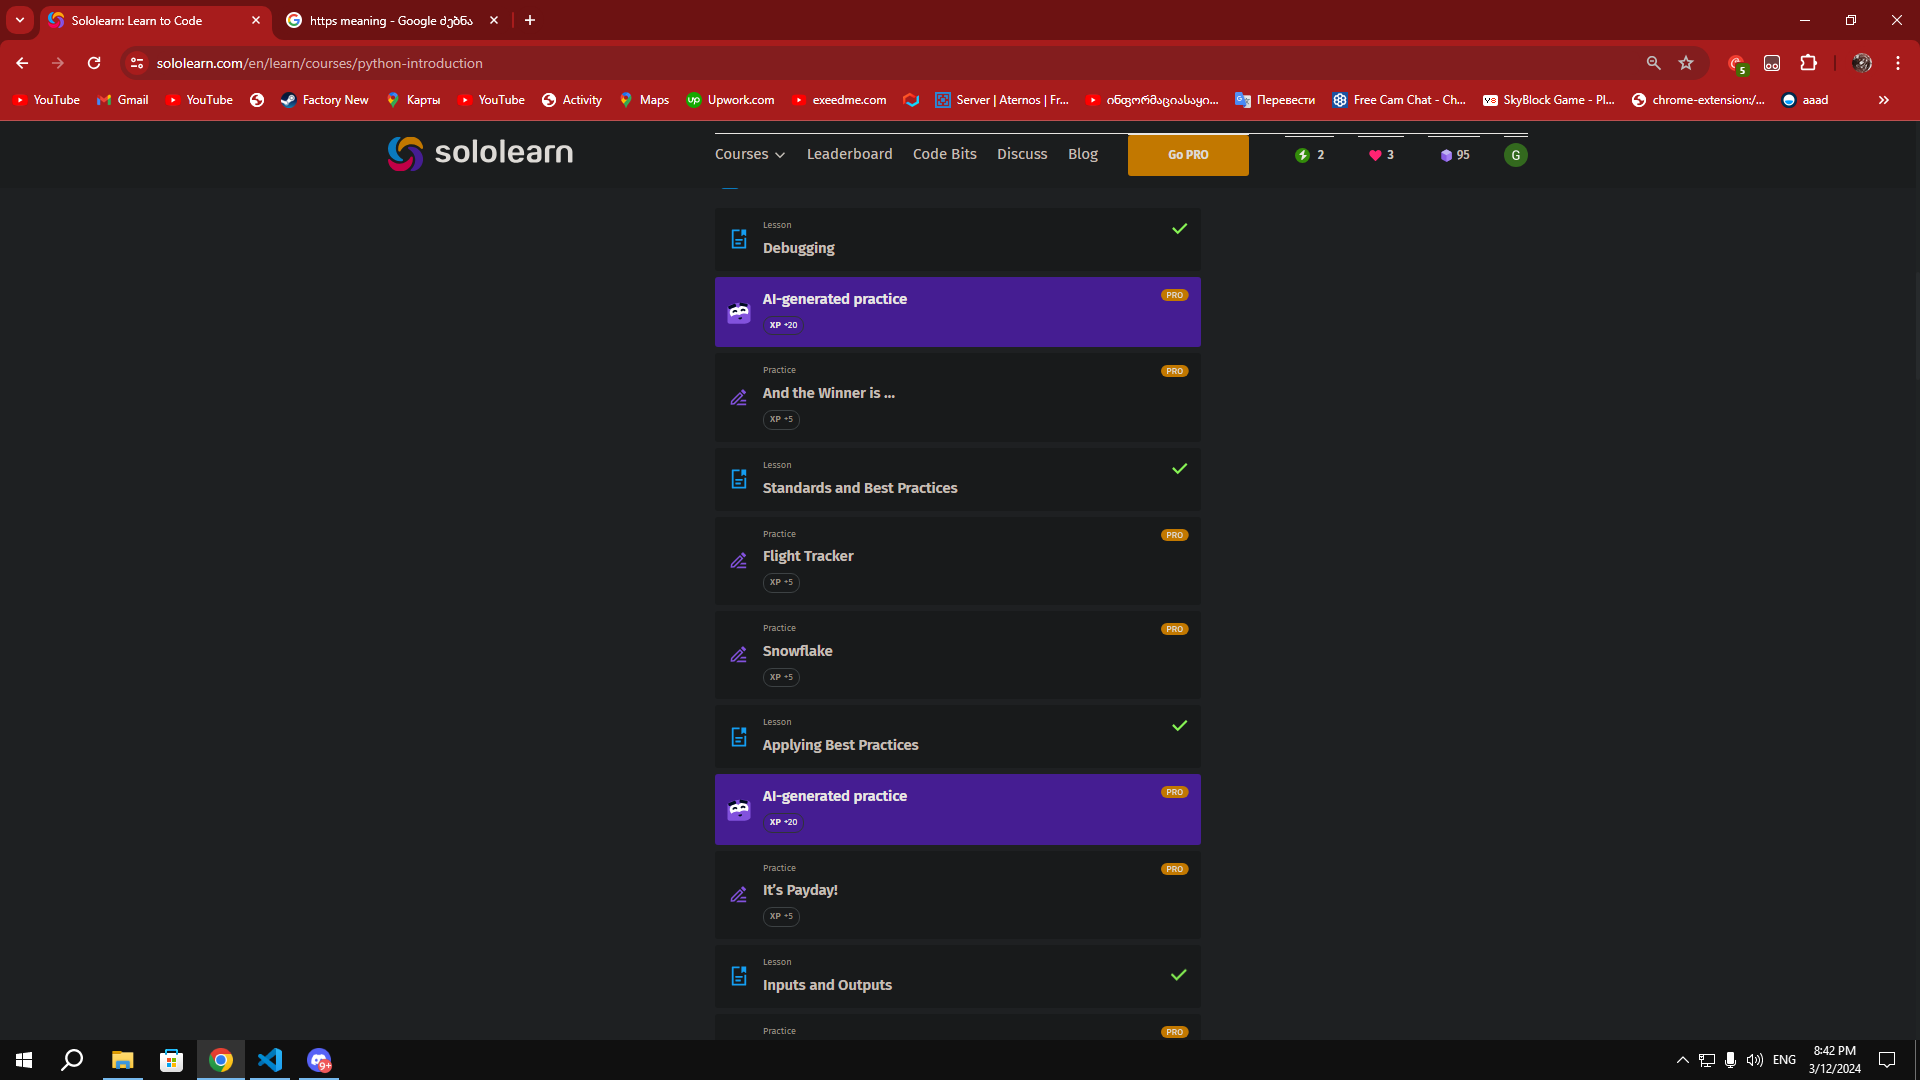 Sololearn: Learn to Code
https meaning - Google ძებნა
sololearn.com/en/learn/courses/python-introduction
5
YouTube
Gmail
YouTube
Factory New
Карты
YouTube
Activity
Maps
Upwork.com
exeedme.com
Server | Aternos | Fr...
ინფორმაციასაყი...
Перевести
Free Cam Chat - Ch...
SkyBlock Game - Pl...
chrome-extension:/...
aaad
sololearn
Courses
Leaderboard
Code Bits
Discuss
Blog
Go PRO
2
3
95
G
Lesson
Debugging
AI-generated practice
PRO
XP +20
Practice
PRO
And the Winner is ...
XP +5
Lesson
Standards and Best Practices
Practice
PRO
Flight Tracker
XP +5
Practice
PRO
Snowflake
XP +5
Lesson
Applying Best Practices
AI-generated practice
PRO
XP +20
Practice
PRO
It's Payday!
XP +5
Lesson
Inputs and Outputs
Practice
PRO
9+
ENG
8:42 PM
3/12/2024